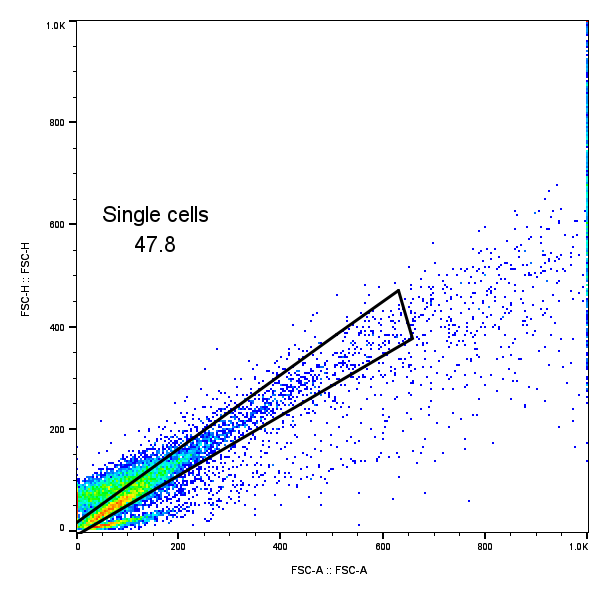 1.0K
800
600
400
200
0
FSC-H :: FSC-H
Single cells
47.8
0 200 400 600 800 1.0K
FSC-A :: FSC-A